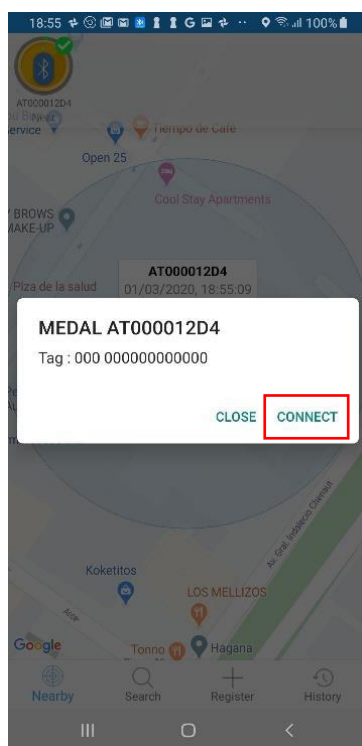 18:55
100%
AT000012D4
Open 25
Tiempo de Café
Cool Stay Apartments
BROWS
MAKE-UP
AT000012D4
01/03/2020, 18:55:09
Plza de la salud
MEDAL AT000012D4
Tag : 000 000000000000
CLOSE
CONNECT
Koketitos
LOS MELLIZOS
Google
Tonno
Hagana
Nearby
Search
Register
History